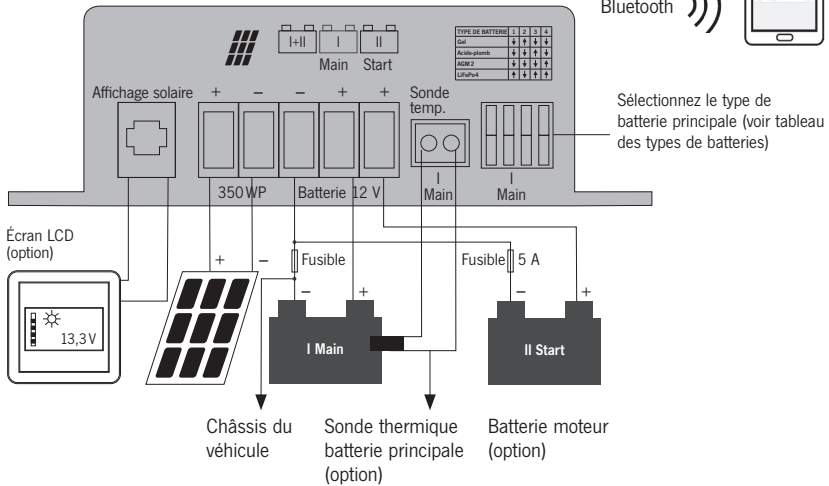 Bluetooth
I+II I II
Main Start
TYPE DE BATTERIE 1 2 3 4
Gel
Acide-plomb
AGM 2
LiFePo4
Affichage solaire + – – + +
Sonde
temp.
350 WP Batterie 12 V
I
Main
I
Main
Sélectionnez le type de
batterie principale (voir tableau
des types de batteries)
Écran LCD
(option)
13,3 V
+ –
Fusible
Fusible 5 A
– +
I Main
– +
II Start
Châssis du
véhicule
Sonde thermique
batterie principale
(option)
Batterie moteur
(option)